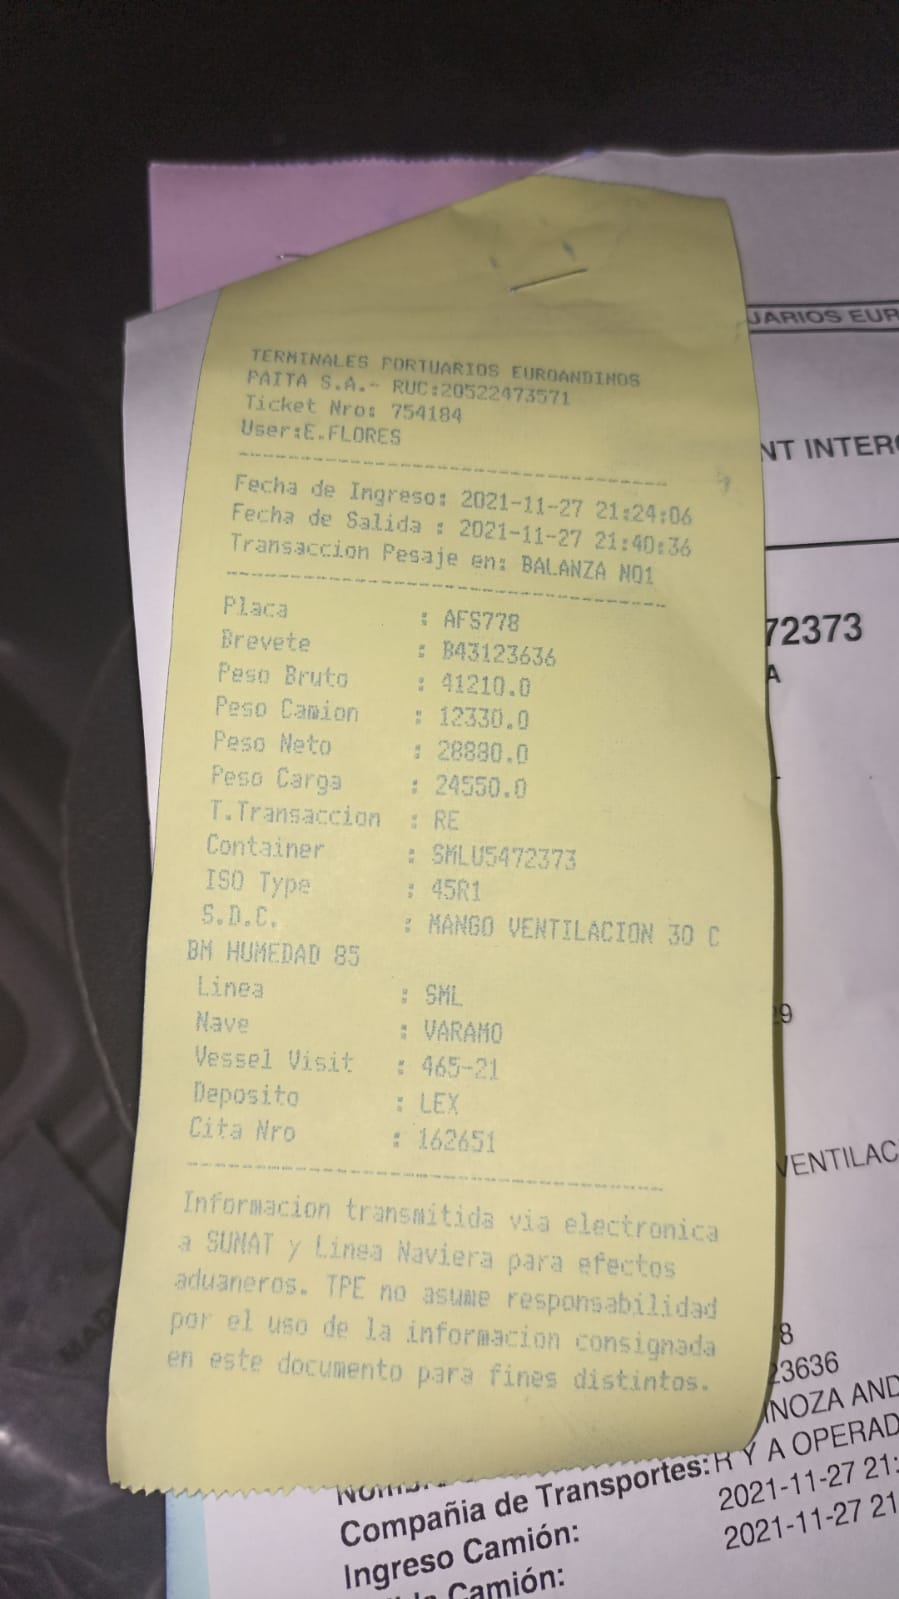 TERMINALES PORTUARIOS EUROANDINOS
PAITA S.A.- RUC:20522473571
Ticket Nro: 754184
User:E.FLORES
--------------------------------------
Fecha de Ingreso: 2021-11-27 21:24:06
Fecha de Salida : 2021-11-27 21:40:36
Transaccion Pesaje en: BALANZA NO1
--------------------------------------
Placa : AFS778
Brevete : B43123636
Peso Bruto : 41210.0
Peso Camion : 12330.0
Peso Neto : 28880.0
Peso Carga : 24550.0
T.Transaccion : RE
Container : SMLU5472373
ISO Type : 45R1
S.D.C. : MANGO VENTILACION 30 C
BM HUMEDAD 85
Linea : SML
Nave : VARAMO
Vessel Visit : 465-21
Deposito : LEX
Cita Nro : 162651
--------------------------------------
Informacion transmitida via electronica
a SUNAT y Linea Naviera para efectos
aduaneros. TPE no asume responsabilidad
por el uso de la informacion consignada
en este documento para fines distintos.
UARIOS EUR
NT INTER
72373
A
29
VENTILAC
8
23636
INOZA AND
Compañia de Transportes: R Y A OPERAD
Ingreso Camión: 2021-11-27 21:
Camión: 2021-11-27 21